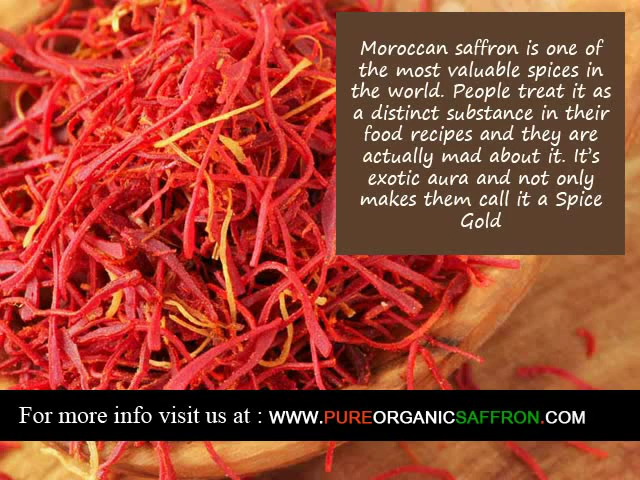 Moroccan saffron is one of
the most valuable spices in
the world. People treat it as
a distinct substance in their
food recipes and they are
actually mad about it. It's
exotic aura and not only
makes them call it a Spice
Gold
For more info visit us at : WWW.PUREORGANICSAFFRON.COM